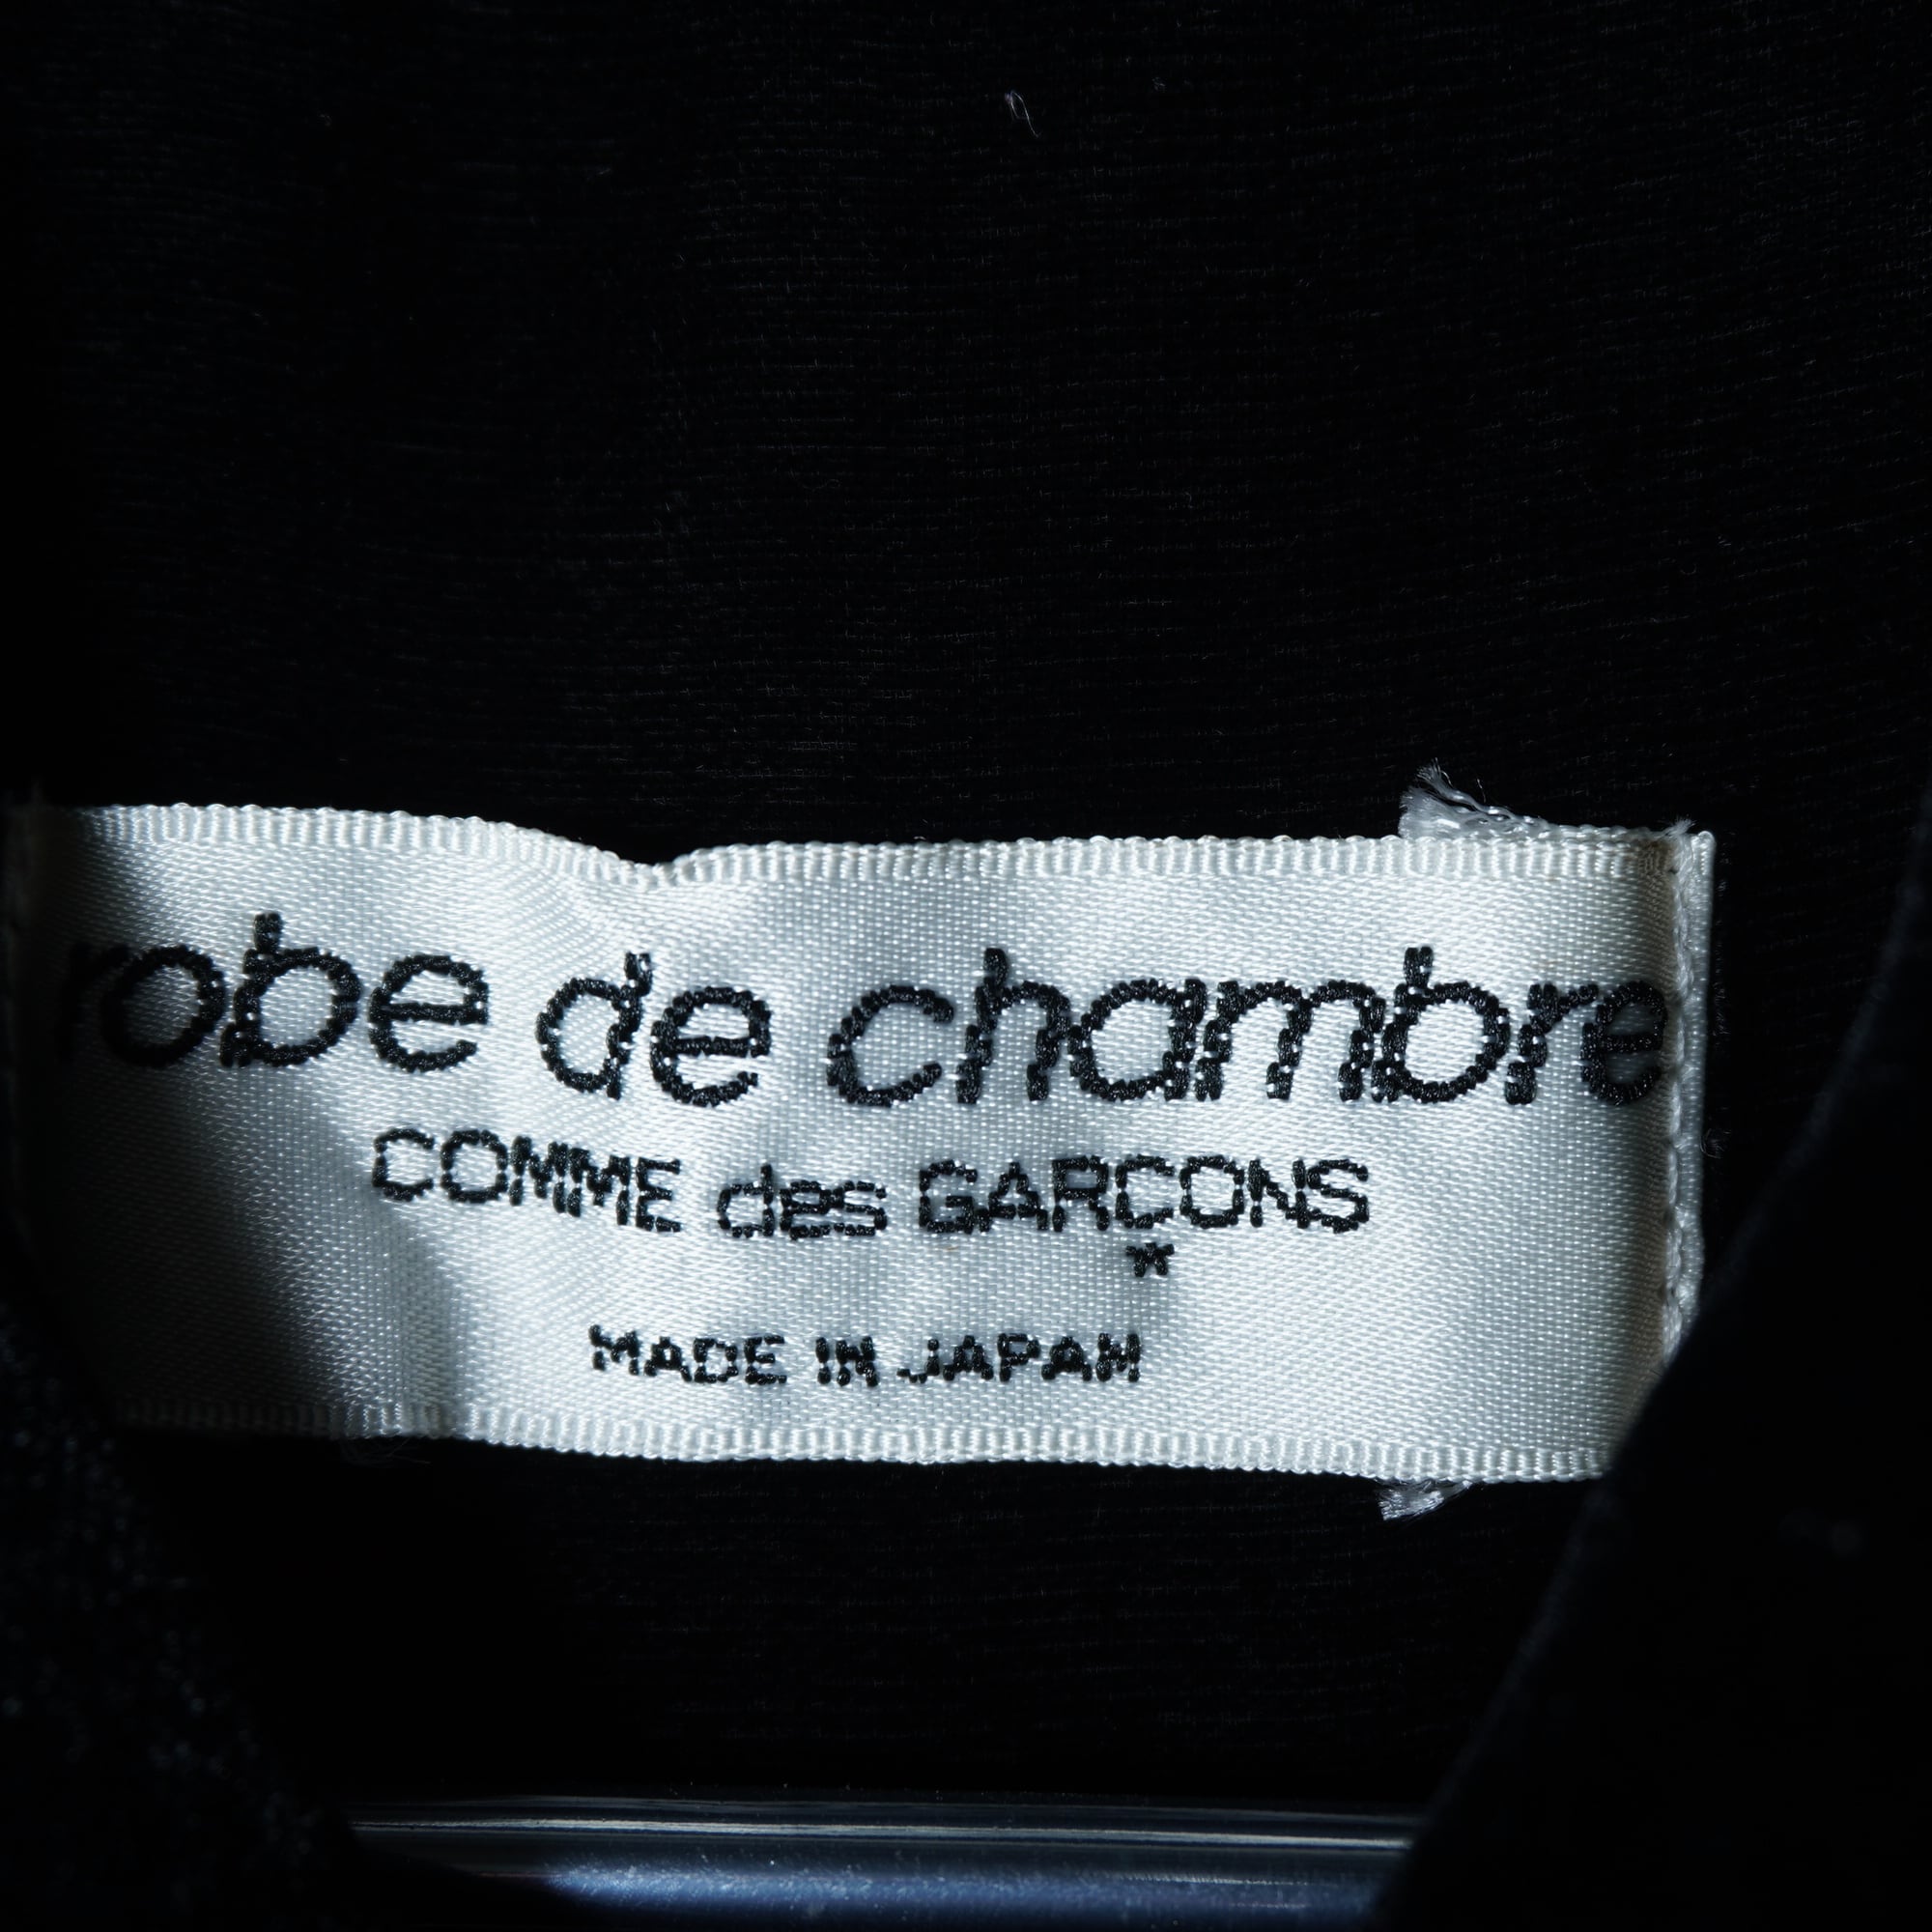 robe de chambre
COMME des GARÇONS
MADE IN JAPAN